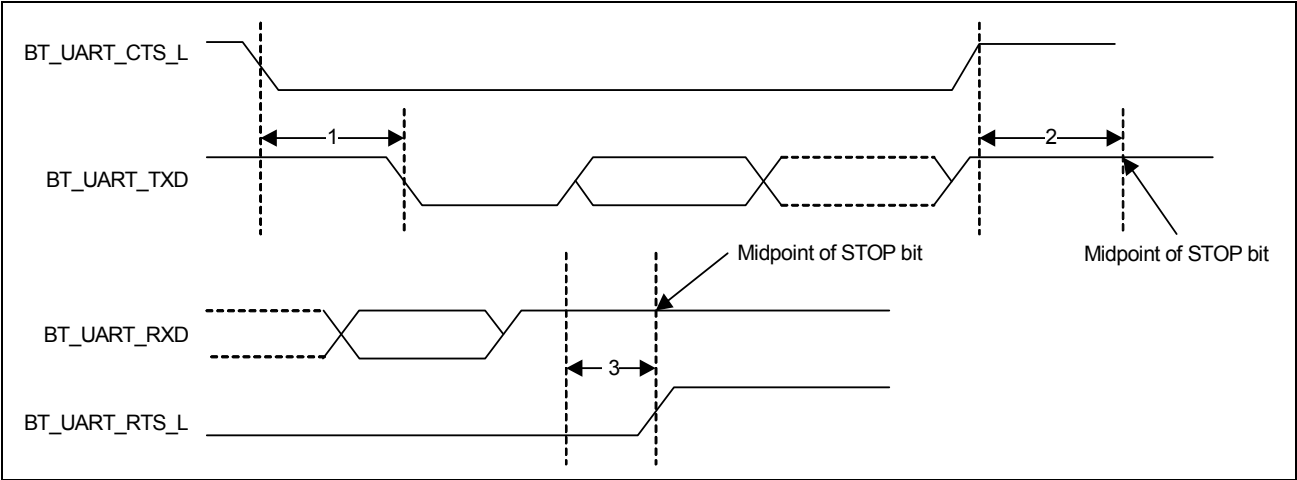 BT_UART_CTS_L
1
2
BT_UART_TXD
Midpoint of STOP bit
Midpoint of STOP bit
BT_UART_RXD
3
BT_UART_RTS_L